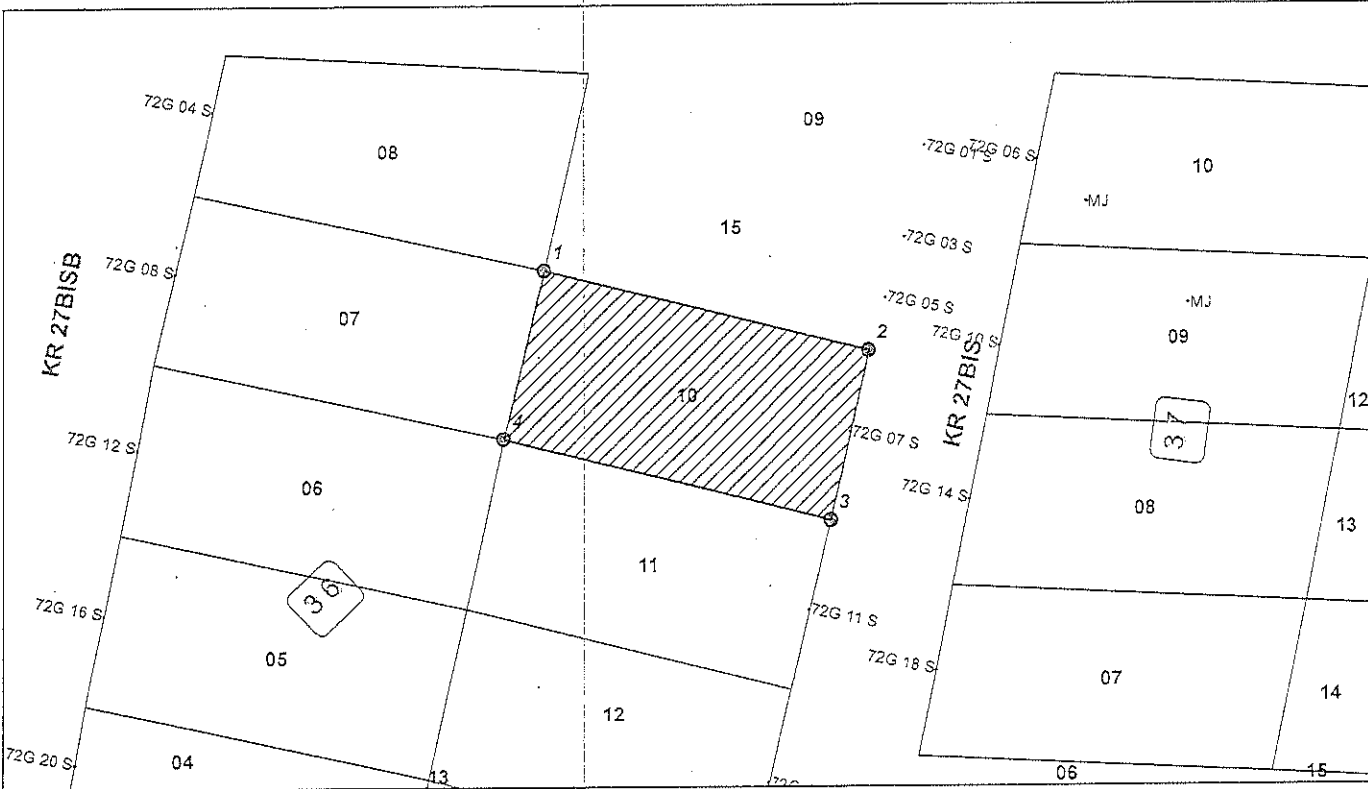 72G 04 S
08
09
-72G 01 S
72G 06 S
10
-MJ
15
-72G 03 S
1
KR 27BISB
72G 08 S
07
-72G 05 S
-MJ
2
72G 10 S
09
KR 27BIS
10
12
37
4
72G 07 S
72G 12 S
06
72G 14 S
08
3
13
11
36
72G 16 S
-72G 11 S
05
72G 18 S
07
14
12
72G 20 S
04
13
06
15